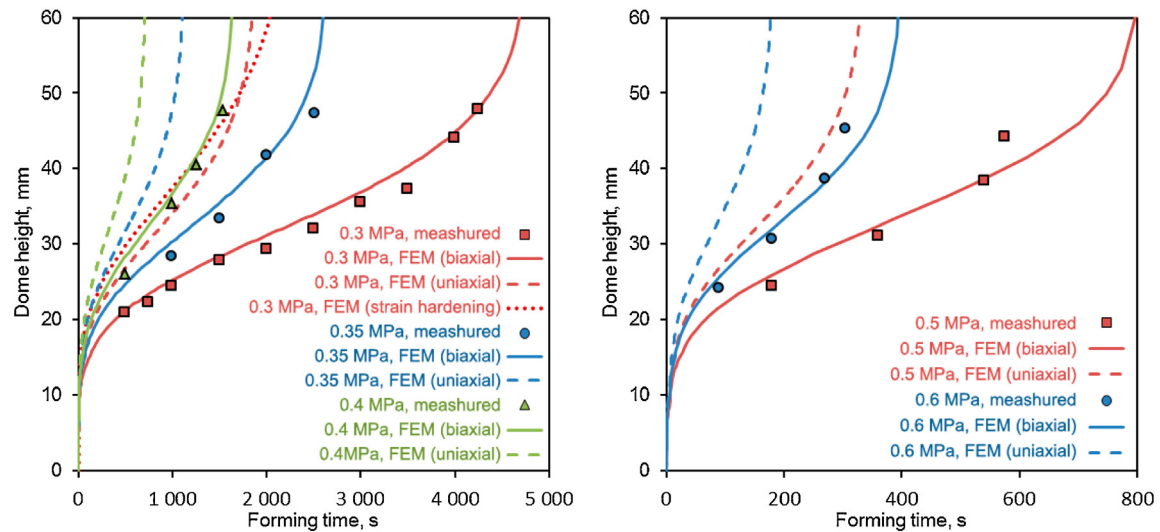 60
50
40
30
20
10
0
Dome height, mm
0.3 MPa, meashured
0.3 MPa, FEM (biaxial)
0.3 MPa, FEM (uniaxial)
0.3 MPa, FEM (strain hardening)
0.35 MPa, meashured
0.35 MPa, FEM (biaxial)
0.35 MPa, FEM (uniaxial)
0.4 MPa, meashured
0.4 MPa, FEM (biaxial)
0.4MPa, FEM (uniaxial)
0 1 000 2 000 3 000 4 000 5 000
Forming time, s
60
50
40
30
20
10
0
Dome height, mm
0.5 MPa, meashured
0.5 MPa, FEM (biaxial)
0.5 MPa, FEM (uniaxial)
0.6 MPa, meashured
0.6 MPa, FEM (biaxial)
0.6 MPa, FEM (uniaxial)
0 200 400 600 800
Forming time, s